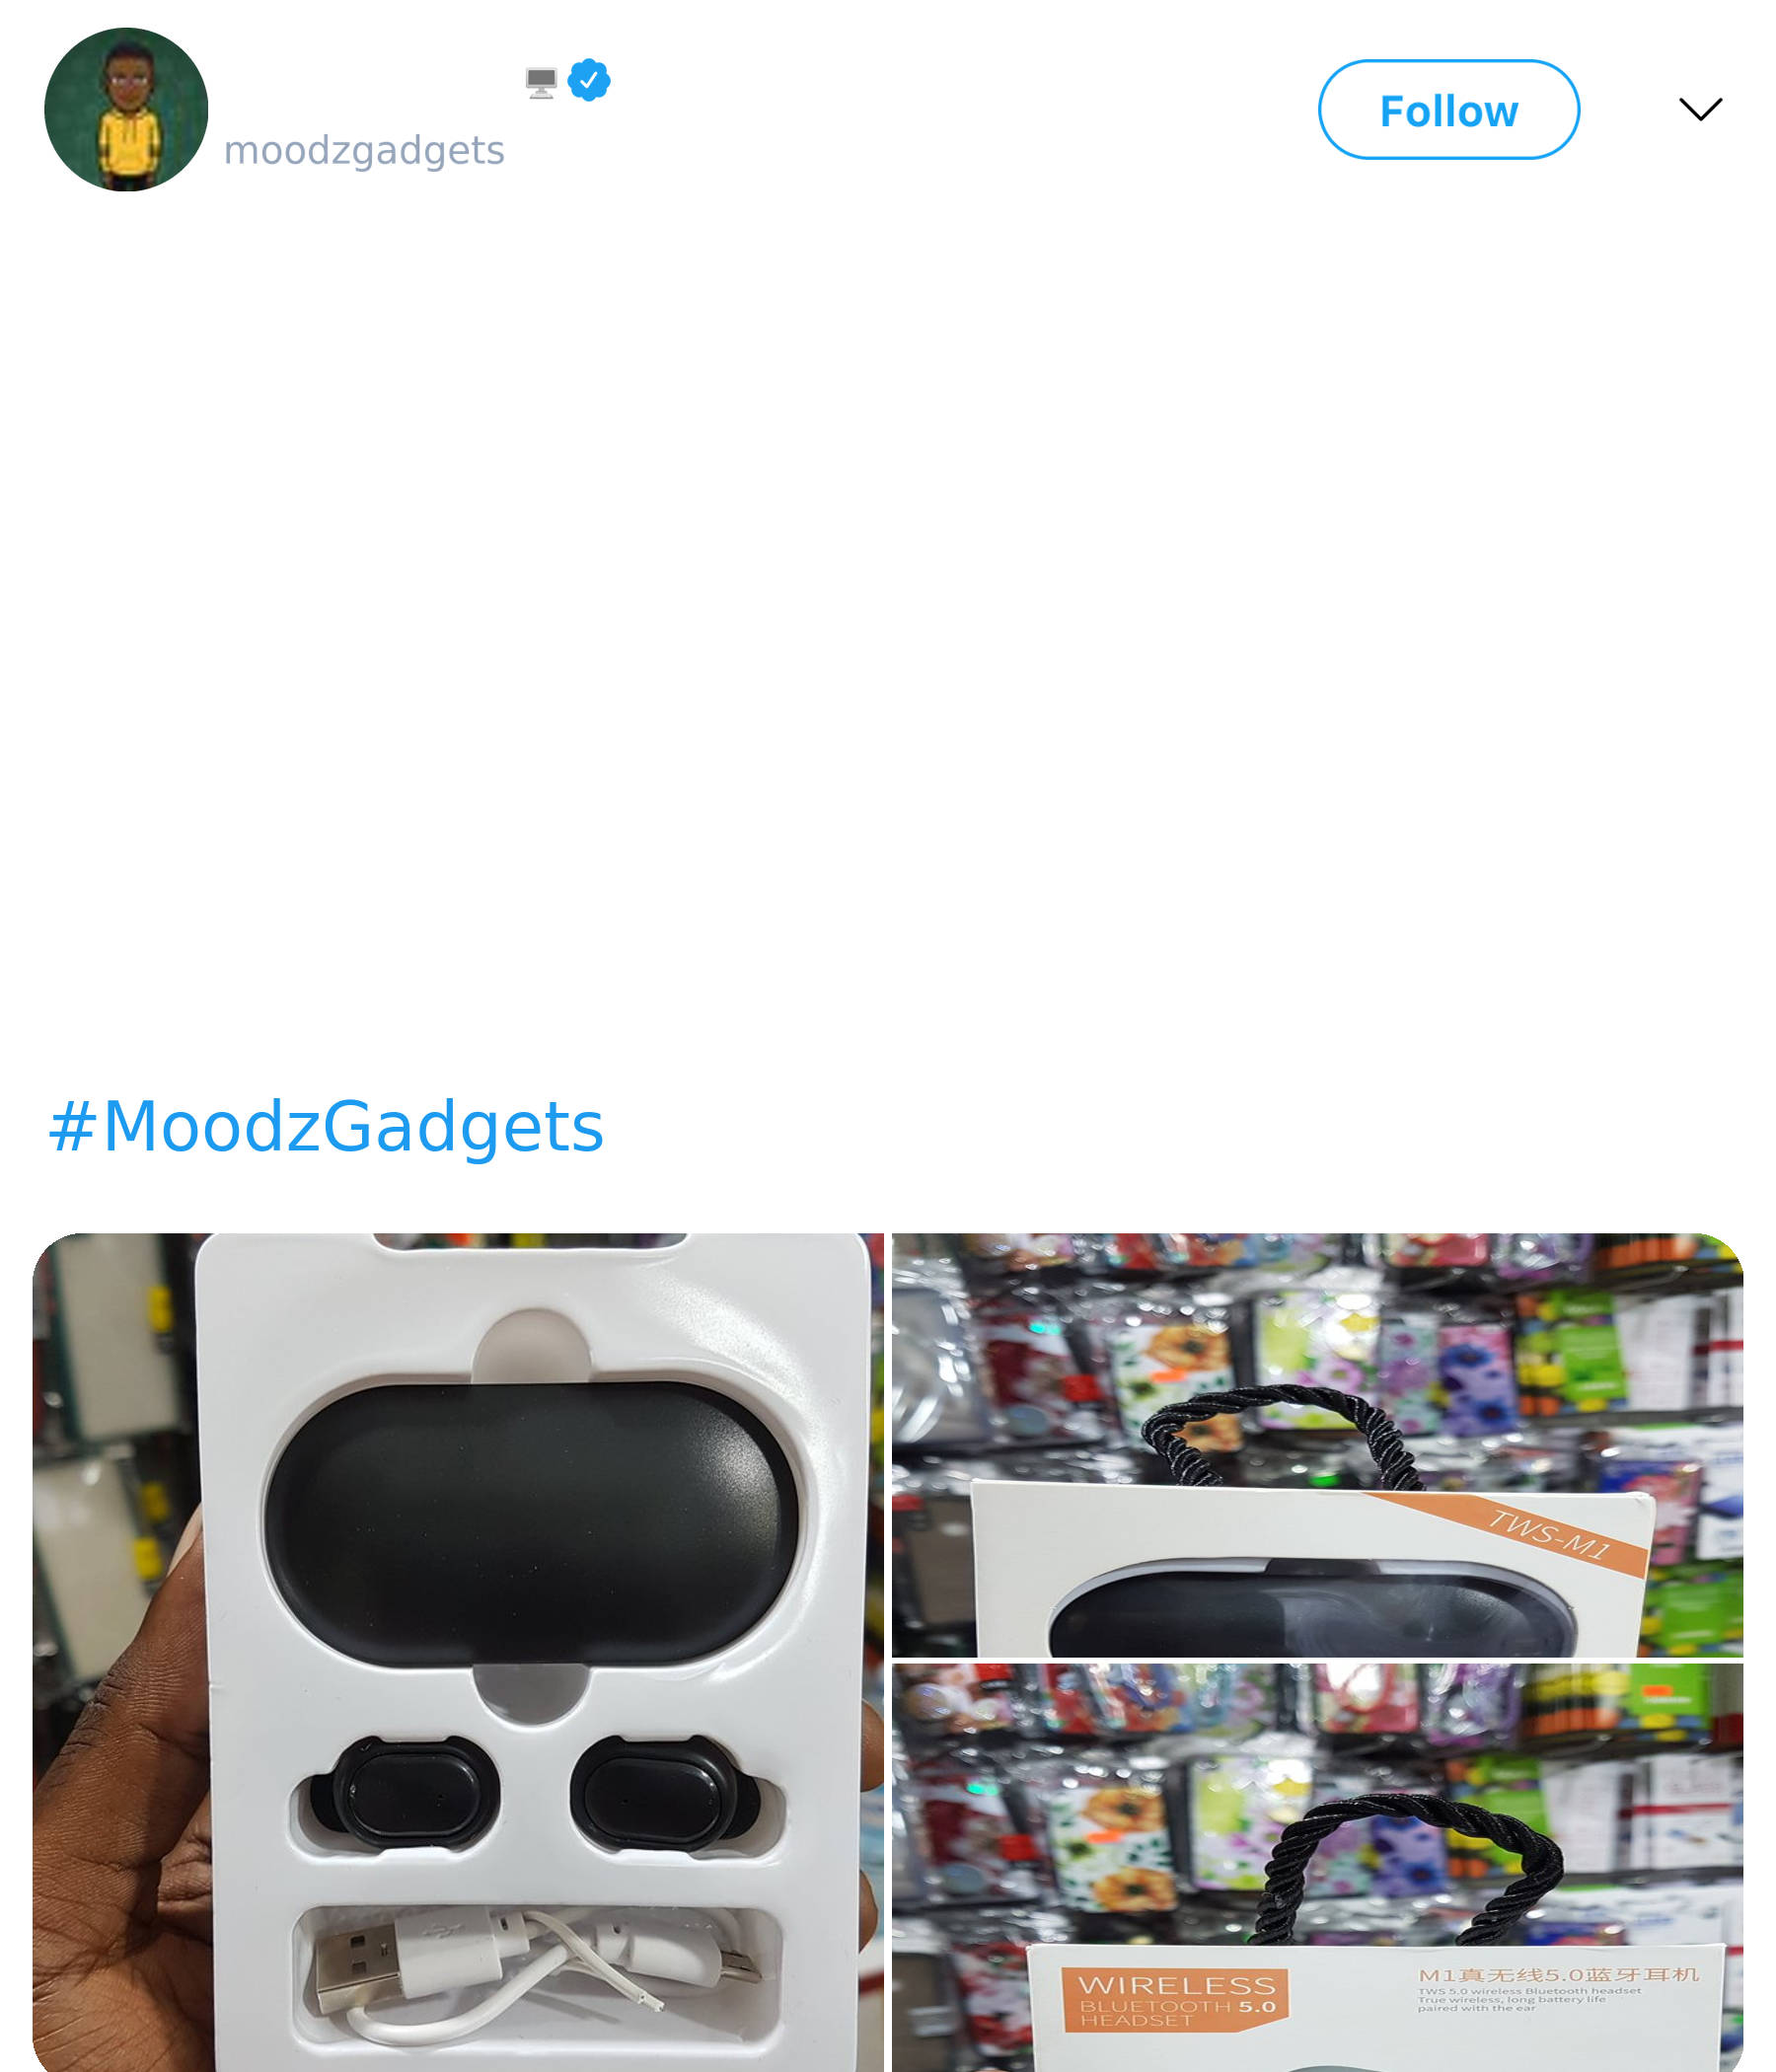 moodzgadgets
Follow
#MoodzGadgets
TWS-M1
WIRELESS
BLUETOOTH 5.0
HEADSET
M1真无线5.0蓝牙耳机
TWS 5.0 wireless Bluetooth headset
True wireless, long battery life
paired with the ear